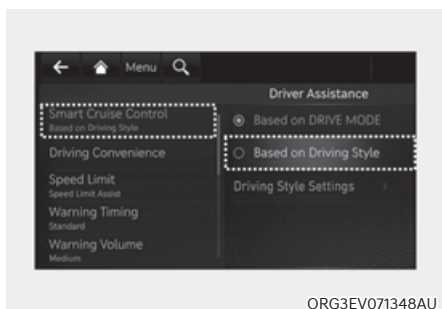 Menu
Driver Assistance
Smart Cruise Control
Based on Driving Style
Driving Convenience
Speed Limit
Speed Limit Assist
Warning Timing
Standard
Warning Volume
Medium
Based on DRIVE MODE
Based on Driving Style
Driving Style Settings
ORG3EV071348AU